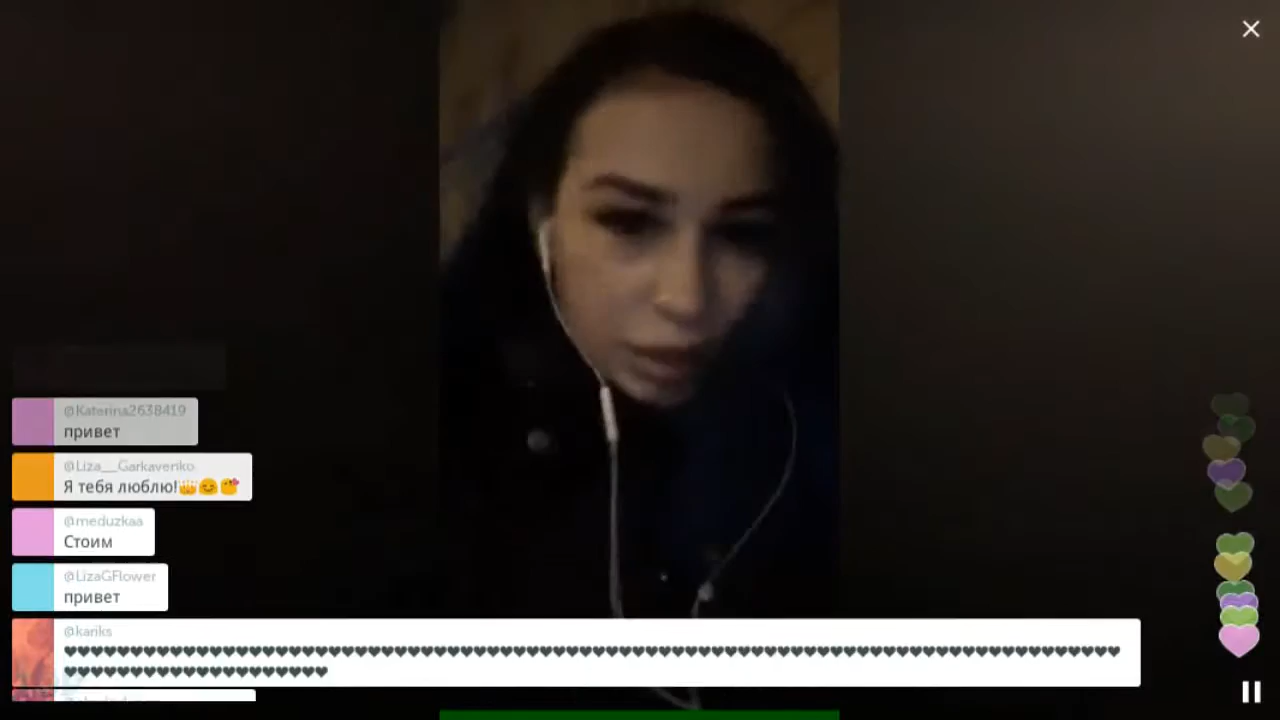 @Katerina2638419
привет
@Liza__Garkavenko
Я тебя люблю!👑😊💝
@meduzkaa
Стоим
@LizaGFlower
привет
@kariks
♥♥♥♥♥♥♥♥♥♥♥♥♥♥♥♥♥♥♥♥♥♥♥♥♥♥♥♥♥♥♥♥♥♥♥♥♥♥♥♥♥♥♥♥♥♥♥♥♥♥♥♥♥♥♥♥♥♥♥♥♥♥♥♥♥♥♥♥♥♥♥♥♥♥♥♥♥♥♥♥
♥♥♥♥♥♥♥♥♥♥♥♥♥♥♥♥♥♥♥♥